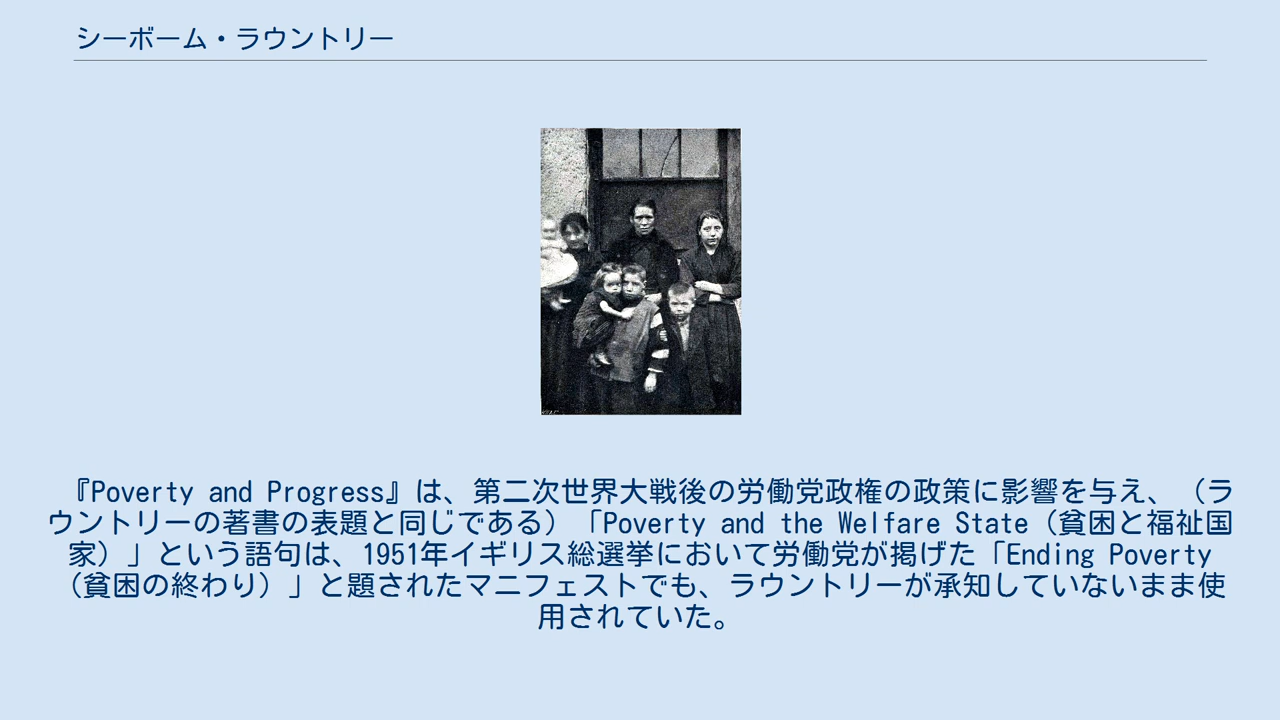 シーボーム・ラウントリー
『Poverty and Progress』は、第二次世界大戦後の労働党政権の政策に影響を与え、（ラ
ウントリーの著書の表題と同じである）「Poverty and the Welfare State（貧困と福祉国
家）」という語句は、1951年イギリス総選挙において労働党が掲げた「Ending Poverty
（貧困の終わり）」と題されたマニフェストでも、ラウントリーが承知していないまま使
用されていた。